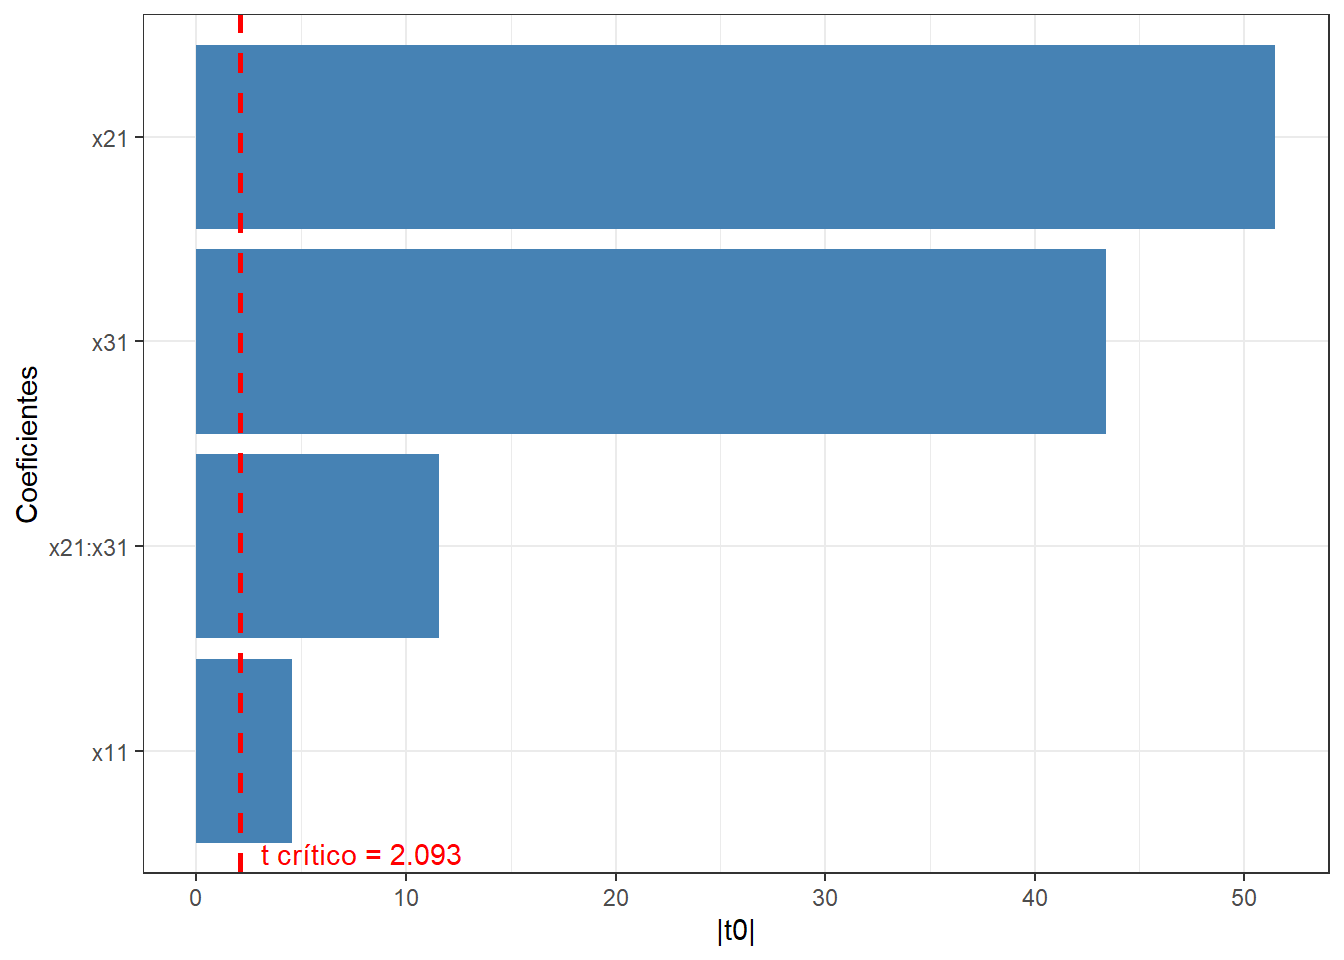 x21
x31
x21:x31
x11
Coeficientes
t crítico = 2.093
0 10 20 30 40 50
|t0|